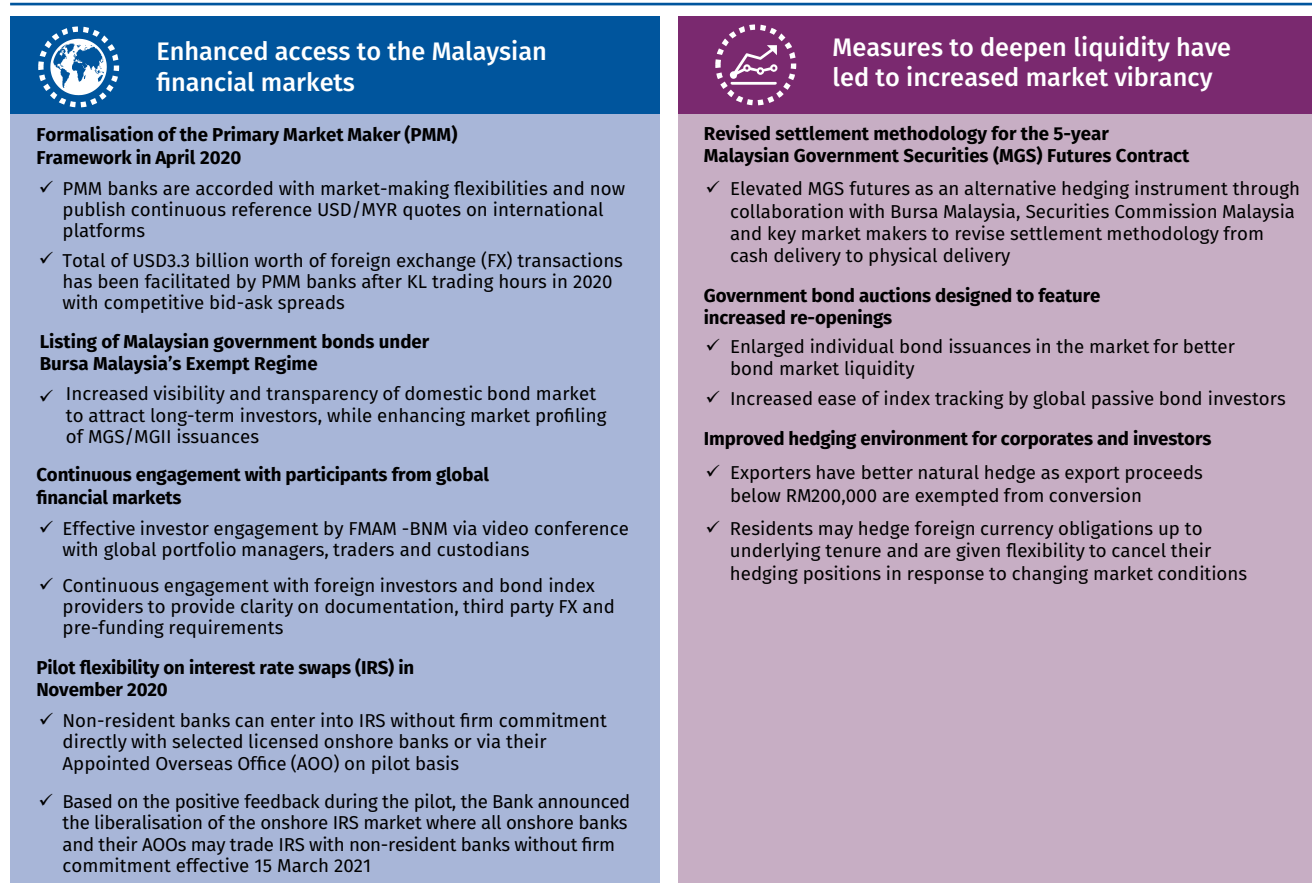 Enhanced access to the Malaysian
financial markets
Formalisation of the Primary Market Maker (PMM)
Framework in April 2020
✓ PMM banks are accorded with market-making flexibilities and now
publish continuous reference USD/MYR quotes on international
platforms
✓ Total of USD3.3 billion worth of foreign exchange (FX) transactions
has been facilitated by PMM banks after KL trading hours in 2020
with competitive bid-ask spreads
Listing of Malaysian government bonds under
Bursa Malaysia's Exempt Regime
✓ Increased visibility and transparency of domestic bond market
to attract long-term investors, while enhancing market profiling
of MGS/MGII issuances
Continuous engagement with participants from global
financial markets
✓ Effective investor engagement by FMAM -BNM via video conference
with global portfolio managers, traders and custodians
✓ Continuous engagement with foreign investors and bond index
providers to provide clarity on documentation, third party FX and
pre-funding requirements
Pilot flexibility on interest rate swaps (IRS) in
November 2020
✓ Non-resident banks can enter into IRS without firm commitment
directly with selected licensed onshore banks or via their
Appointed Overseas Office (AOO) on pilot basis
✓ Based on the positive feedback during the pilot, the Bank announced
the liberalisation of the onshore IRS market where all onshore banks
and their AOOs may trade IRS with non-resident banks without firm
commitment effective 15 March 2021
Measures to deepen liquidity have
led to increased market vibrancy
Revised settlement methodology for the 5-year
Malaysian Government Securities (MGS) Futures Contract
✓ Elevated MGS futures as an alternative hedging instrument through
collaboration with Bursa Malaysia, Securities Commission Malaysia
and key market makers to revise settlement methodology from
cash delivery to physical delivery
Government bond auctions designed to feature
increased re-openings
✓ Enlarged individual bond issuances in the market for better
bond market liquidity
✓ Increased ease of index tracking by global passive bond investors
Improved hedging environment for corporates and investors
✓ Exporters have better natural hedge as export proceeds
below RM200,000 are exempted from conversion
✓ Residents may hedge foreign currency obligations up to
underlying tenure and are given flexibility to cancel their
hedging positions in response to changing market conditions